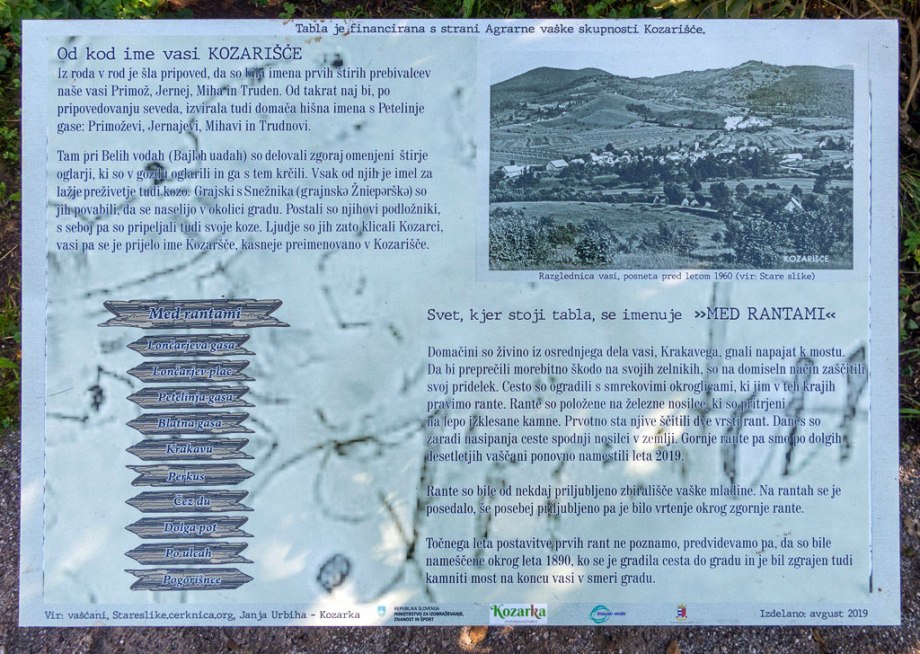 Tabla je financirana s strani Agrarne vaške skupnosti Kozarišče.
Od kod ime vasi KOZARIŠČE
Iz roda v rod je šla pripoved, da so bila imena prvih štirih prebivalcev
naše vasi Primož, Jernej, Miha in Truden. Od takrat naj bi, po
pripovedovanju seveda, izvirala tudi domača hišna imena s Petelinje
gase: Primoževi, Jernajevi, Mihavi in Trudnovi.
Tam pri Belih vodah (Bajləh uadah) so delovali zgoraj omenjeni štirje
oglarji, ki so v gozdu oglarili in ga s tem krčili. Vsak od njih je imel za
lažje preživetje tudi kozo. Grajski s Snežnika (grajnskə Žnieperškə) so
jih povabili, da se naselijo v okolici gradu. Postali so njihovi podložniki,
s seboj pa so pripeljali tudi svoje koze. Ljudje so jih zato klicali Kozarci,
vasi pa se je prijelo ime Kozaršče, kasneje preimenovano v Kozarišče.
KOZARIŠČE
Razglednica vasi, posneta pred letom 1960 (vir: Stare slike)
Med rantami
Lončarjeva gasa
Lončarjev plac
Petelinja gasa
Blatna gasa
Krakavu
Perkus
Čez du
Dolga pot
Po ulcah
Pogorišnce
Svet, kjer stoji tabla, se imenuje »MED RANTAMI«
Domačini so živino iz osrednjega dela vasi, Krakavega, gnali napajat k mostu.
Da bi preprečili morebitno škodo na svojih zelnikih, so na domiseln način zaščitili
svoj pridelek. Cesto so ogradili s smrekovimi okroglicami, ki jim v teh krajih
pravimo rante. Rante so položene na železne nosilce, ki so pritrjeni
na lepo izklesane kamne. Prvotno sta njive ščitili dve vrsti rant. Danes so
zaradi nasipanja ceste spodnji nosilci v zemlji. Gornje rante pa smo po dolgih
desetletjih vaščani ponovno namestili leta 2019.
Rante so bile od nekdaj priljubljeno zbirališče vaške mladine. Na rantah se je
posedalo, še posebej priljubljeno pa je bilo vrtenje okrog zgornje rante.
Točnega leta postavitve prvih rant ne poznamo, predvidevamo pa, da so bile
nameščene okrog leta 1890, ko se je gradila cesta do gradu in je bil zgrajen tudi
kamniti most na koncu vasi v smeri gradu.
Vir: vaščani, Stareslike,cerknica,org, Janja Urbiha - Kozarka
REPUBLIKA SLOVENIJA
MINISTRSTVO ZA IZOBRAŽEVANJE,
ZNANOST IN ŠPORT
Kozarka
Izdelano: avgust 2019